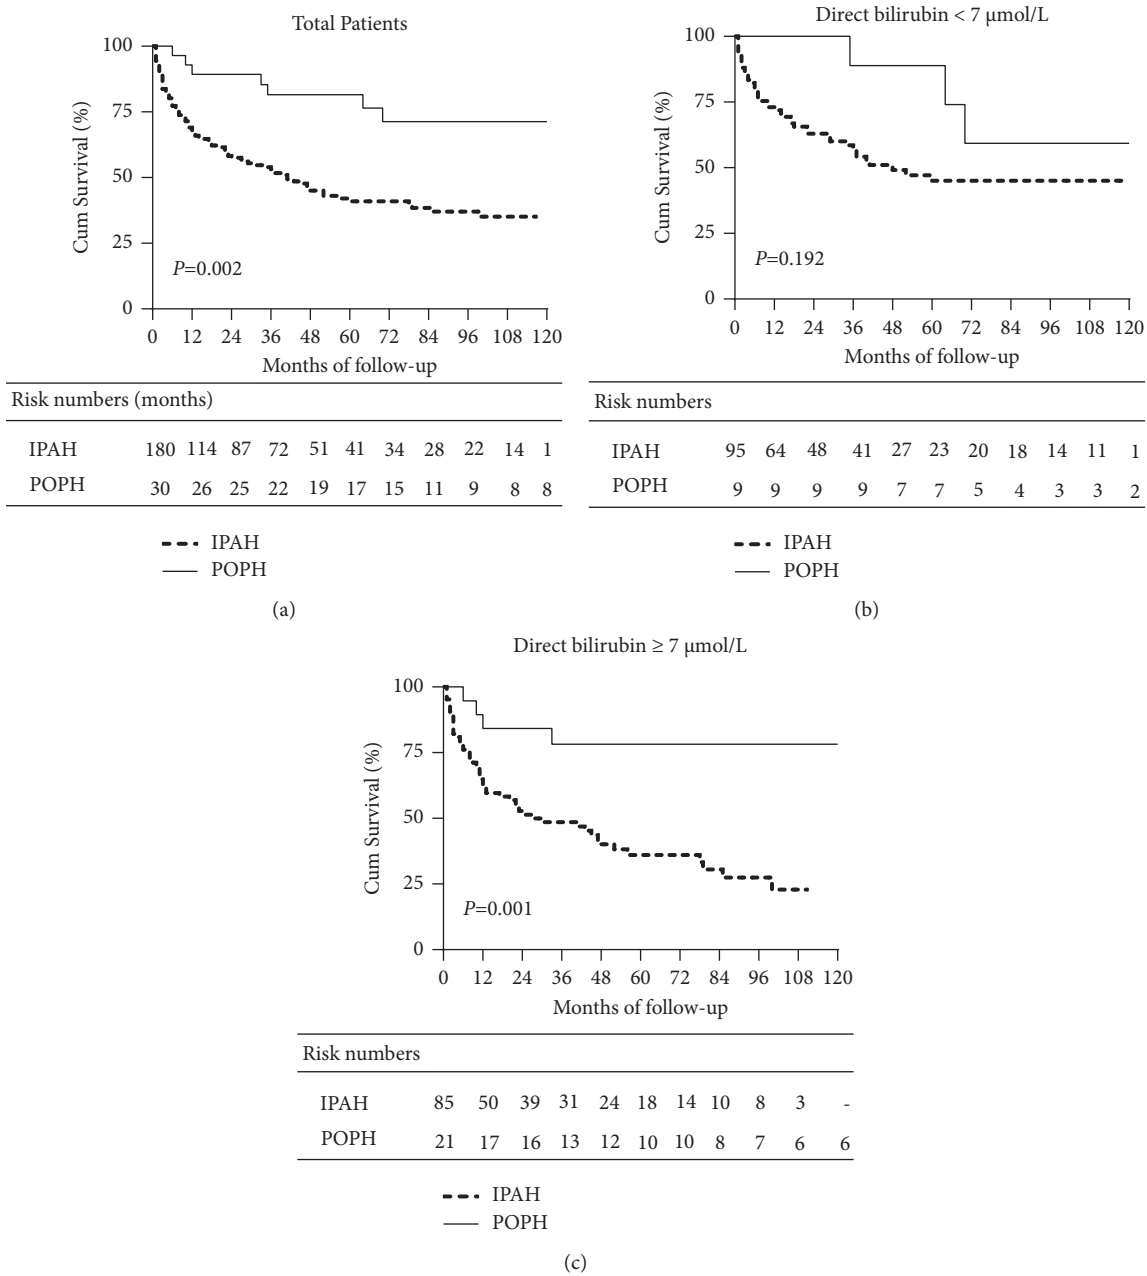 (a)
Total Patients
100
75
50
25
0
Cum Survival (%)
P=0.002
0 12 24 36 48 60 72 84 96 108 120
Months of follow-up
Risk numbers (months)
IPAH 180 114 87 72 51 41 34 28 22 14 1
POPH 30 26 25 22 19 17 15 11 9 8 8
IPAH
POPH
(a)
Direct bilirubin < 7 μmol/L
100
75
50
25
0
Cum Survival (%)
P=0.192
0 12 24 36 48 60 72 84 96 108 120
Months of follow-up
Risk numbers
IPAH 95 64 48 41 27 23 20 18 14 11 1
POPH 9 9 9 9 7 7 5 4 3 3 2
IPAH
POPH
(b)
Direct bilirubin ≥ 7 μmol/L
100
75
50
25
0
Cum Survival (%)
P=0.001
0 12 24 36 48 60 72 84 96 108 120
Months of follow-up
Risk numbers
IPAH 85 50 39 31 24 18 14 10 8 3 -
POPH 21 17 16 13 12 10 10 8 7 6 6
IPAH
POPH
(c)